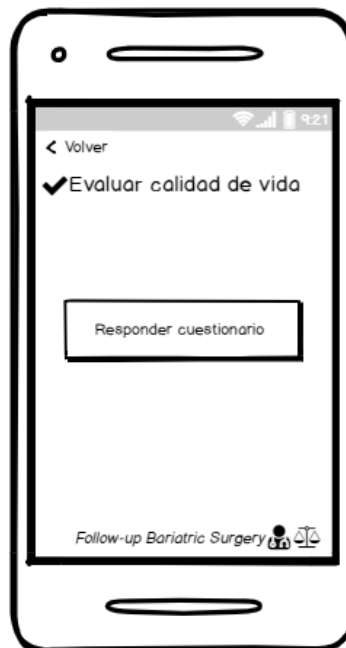 9:21
Volver
Evaluar calidad de vida
Responder cuestionario
Follow-up Bariatric Surgery